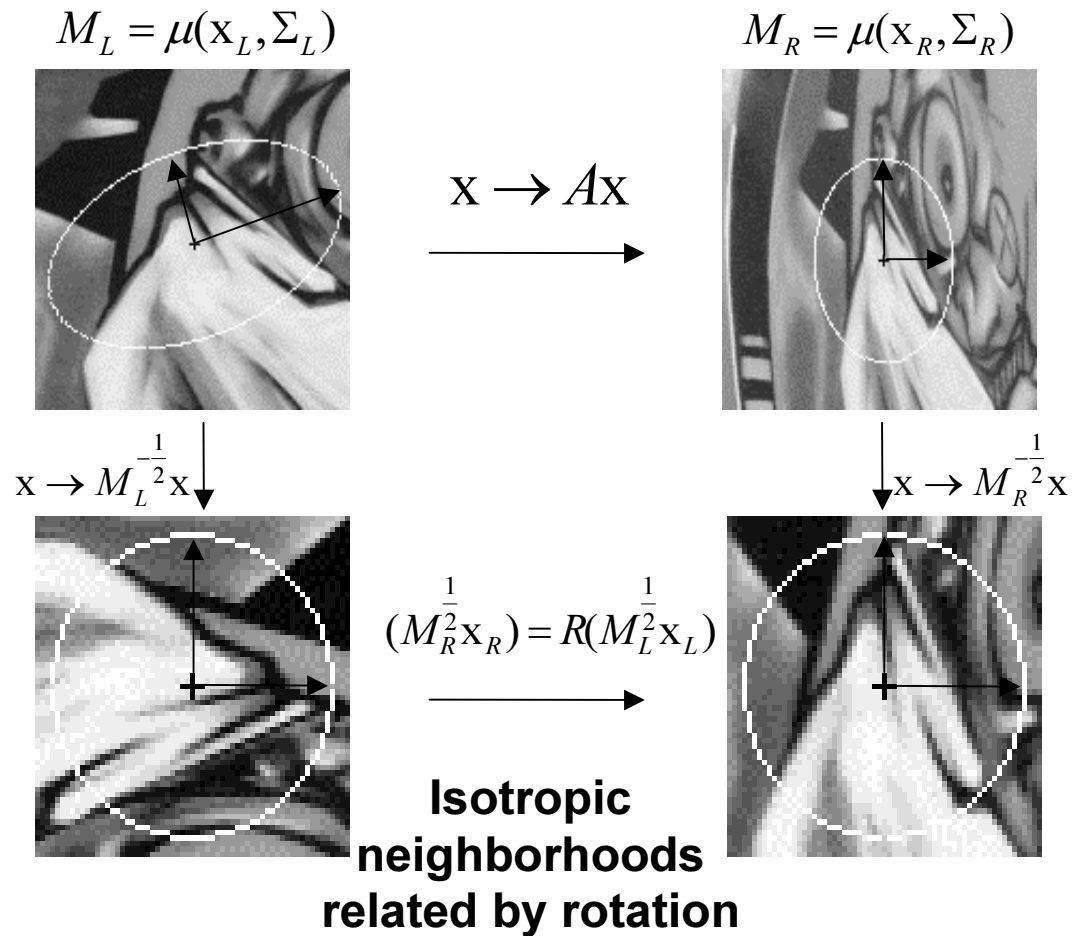 M_L = μ(x_L, Σ_L)
M_R = μ(x_R, Σ_R)
x → Ax
x → M_L^{-1/2} x
x → M_R^{-1/2} x
(M_R^{1/2} x_R) = R(M_L^{1/2} x_L)
Isotropic
neighborhoods
related by rotation